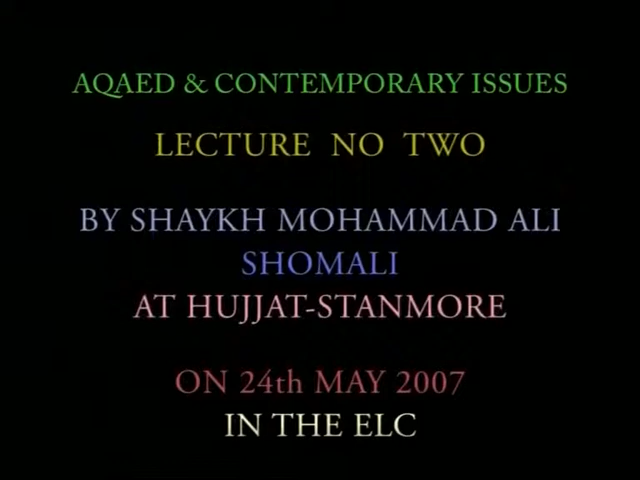 AQAED & CONTEMPORARY ISSUES
LECTURE NO TWO
BY SHAYKH MOHAMMAD ALI
SHOMALI
AT HUJJAT-STANMORE
ON 24th MAY 2007
IN THE ELC